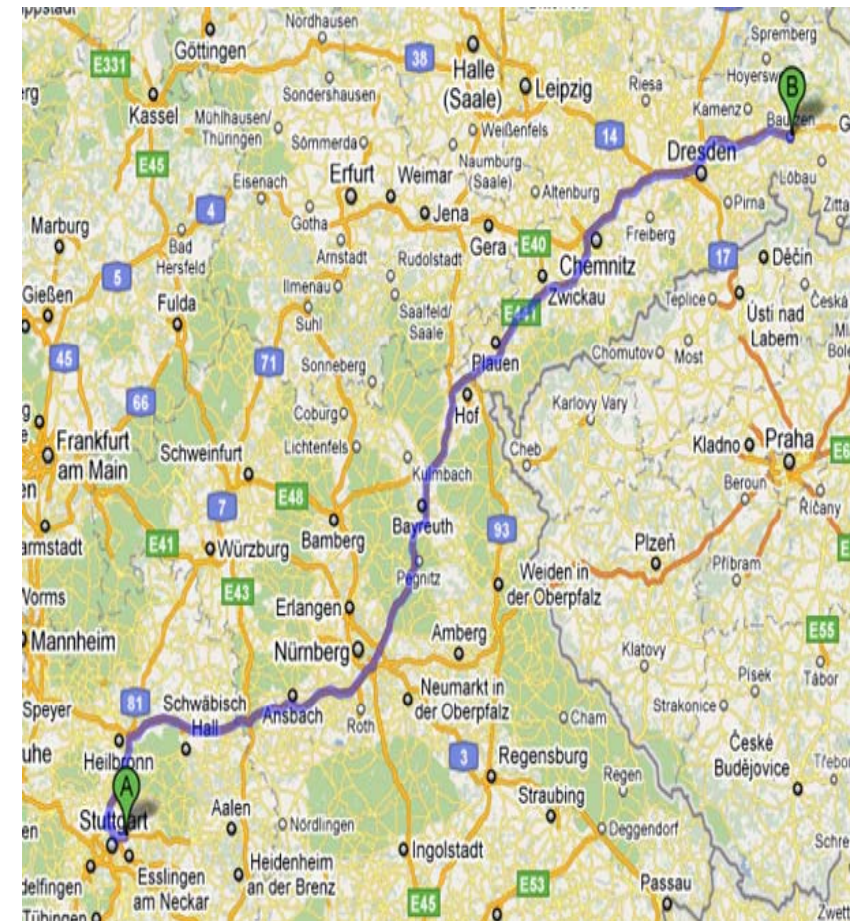 Nordhausen
Spremberg
Göttingen
E331
38
Halle
(Saale)
Leipzig
Riesa
B
Sondershausen
Kassel
Kamenz
Bautzen
Mühlhausen/
Thüringen
Sömmerda
Weißenfels
14
Dresden
E45
Erfurt
Weimar
Naumburg
(Saale)
Löbau
Eisenach
Altenburg
Pirna
4
Gotha
Jena
Marburg
Gera
E40
Freiberg
Bad
Hersfeld
Arnstadt
Rudolstadt
Chemnitz
17
Děčín
5
Ilmenau
Zwickau
Teplice
Česká
Gießen
Fulda
Suhl
Saalfeld/
Saale
Ústí nad
Labem
45
71
Sonneberg
Plauen
Chomutov
Most
66
Hof
Coburg
Karlovy Vary
Frankfurt
am Main
Schweinfurt
Lichtenfels
Cheb
Kladno
Praha
Kulmbach
Beroun
E48
7
Bayreuth
Říčany
E41
Würzburg
Bamberg
93
Plzeň
Příbram
Pegnitz
Weiden in
der Oberpfalz
E43
Erlangen
Mannheim
Nürnberg
Amberg
E55
Klatovy
Tábor
81
Schwäbisch
Hall
Ansbach
Roth
Neumarkt in
der Oberpfalz
Písek
Speyer
Strakonice
Cham
Heilbronn
3
Regensburg
České
Budějovice
A
Regen
Stuttgart
Aalen
Nördlingen
Straubing
Deggendorf
Esslingen
am Neckar
Heidenheim
an der Brenz
Ingolstadt
E45
E53
Passau
Tübingen